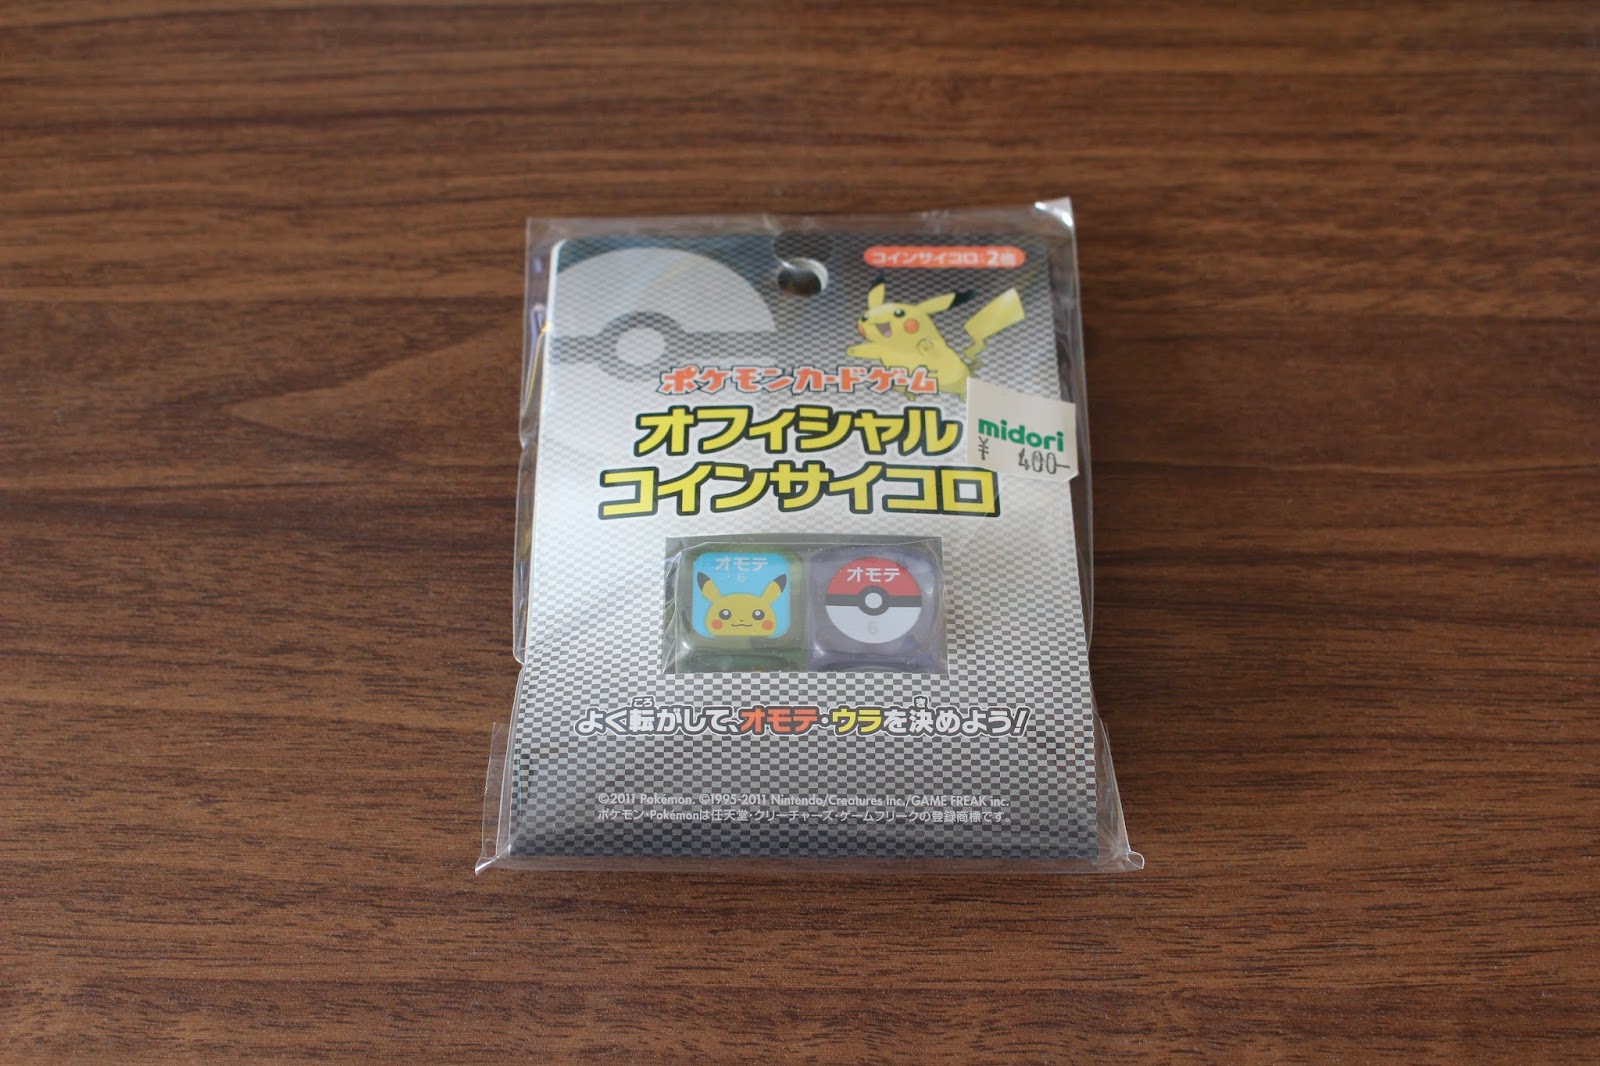 コインサイコロ:2個
ポケモンカードゲーム
オフィシャル
コインサイコロ
midori
¥ 400-
オモテ
6
オモテ
6
よく転がして、オモテ・ウラを決めよう!
©2011 Pokémon. ©1995-2011 Nintendo/Creatures Inc./GAME FREAK inc.
ポケモン・Pokémonは任天堂・クリーチャーズ・ゲームフリークの登録商標です。